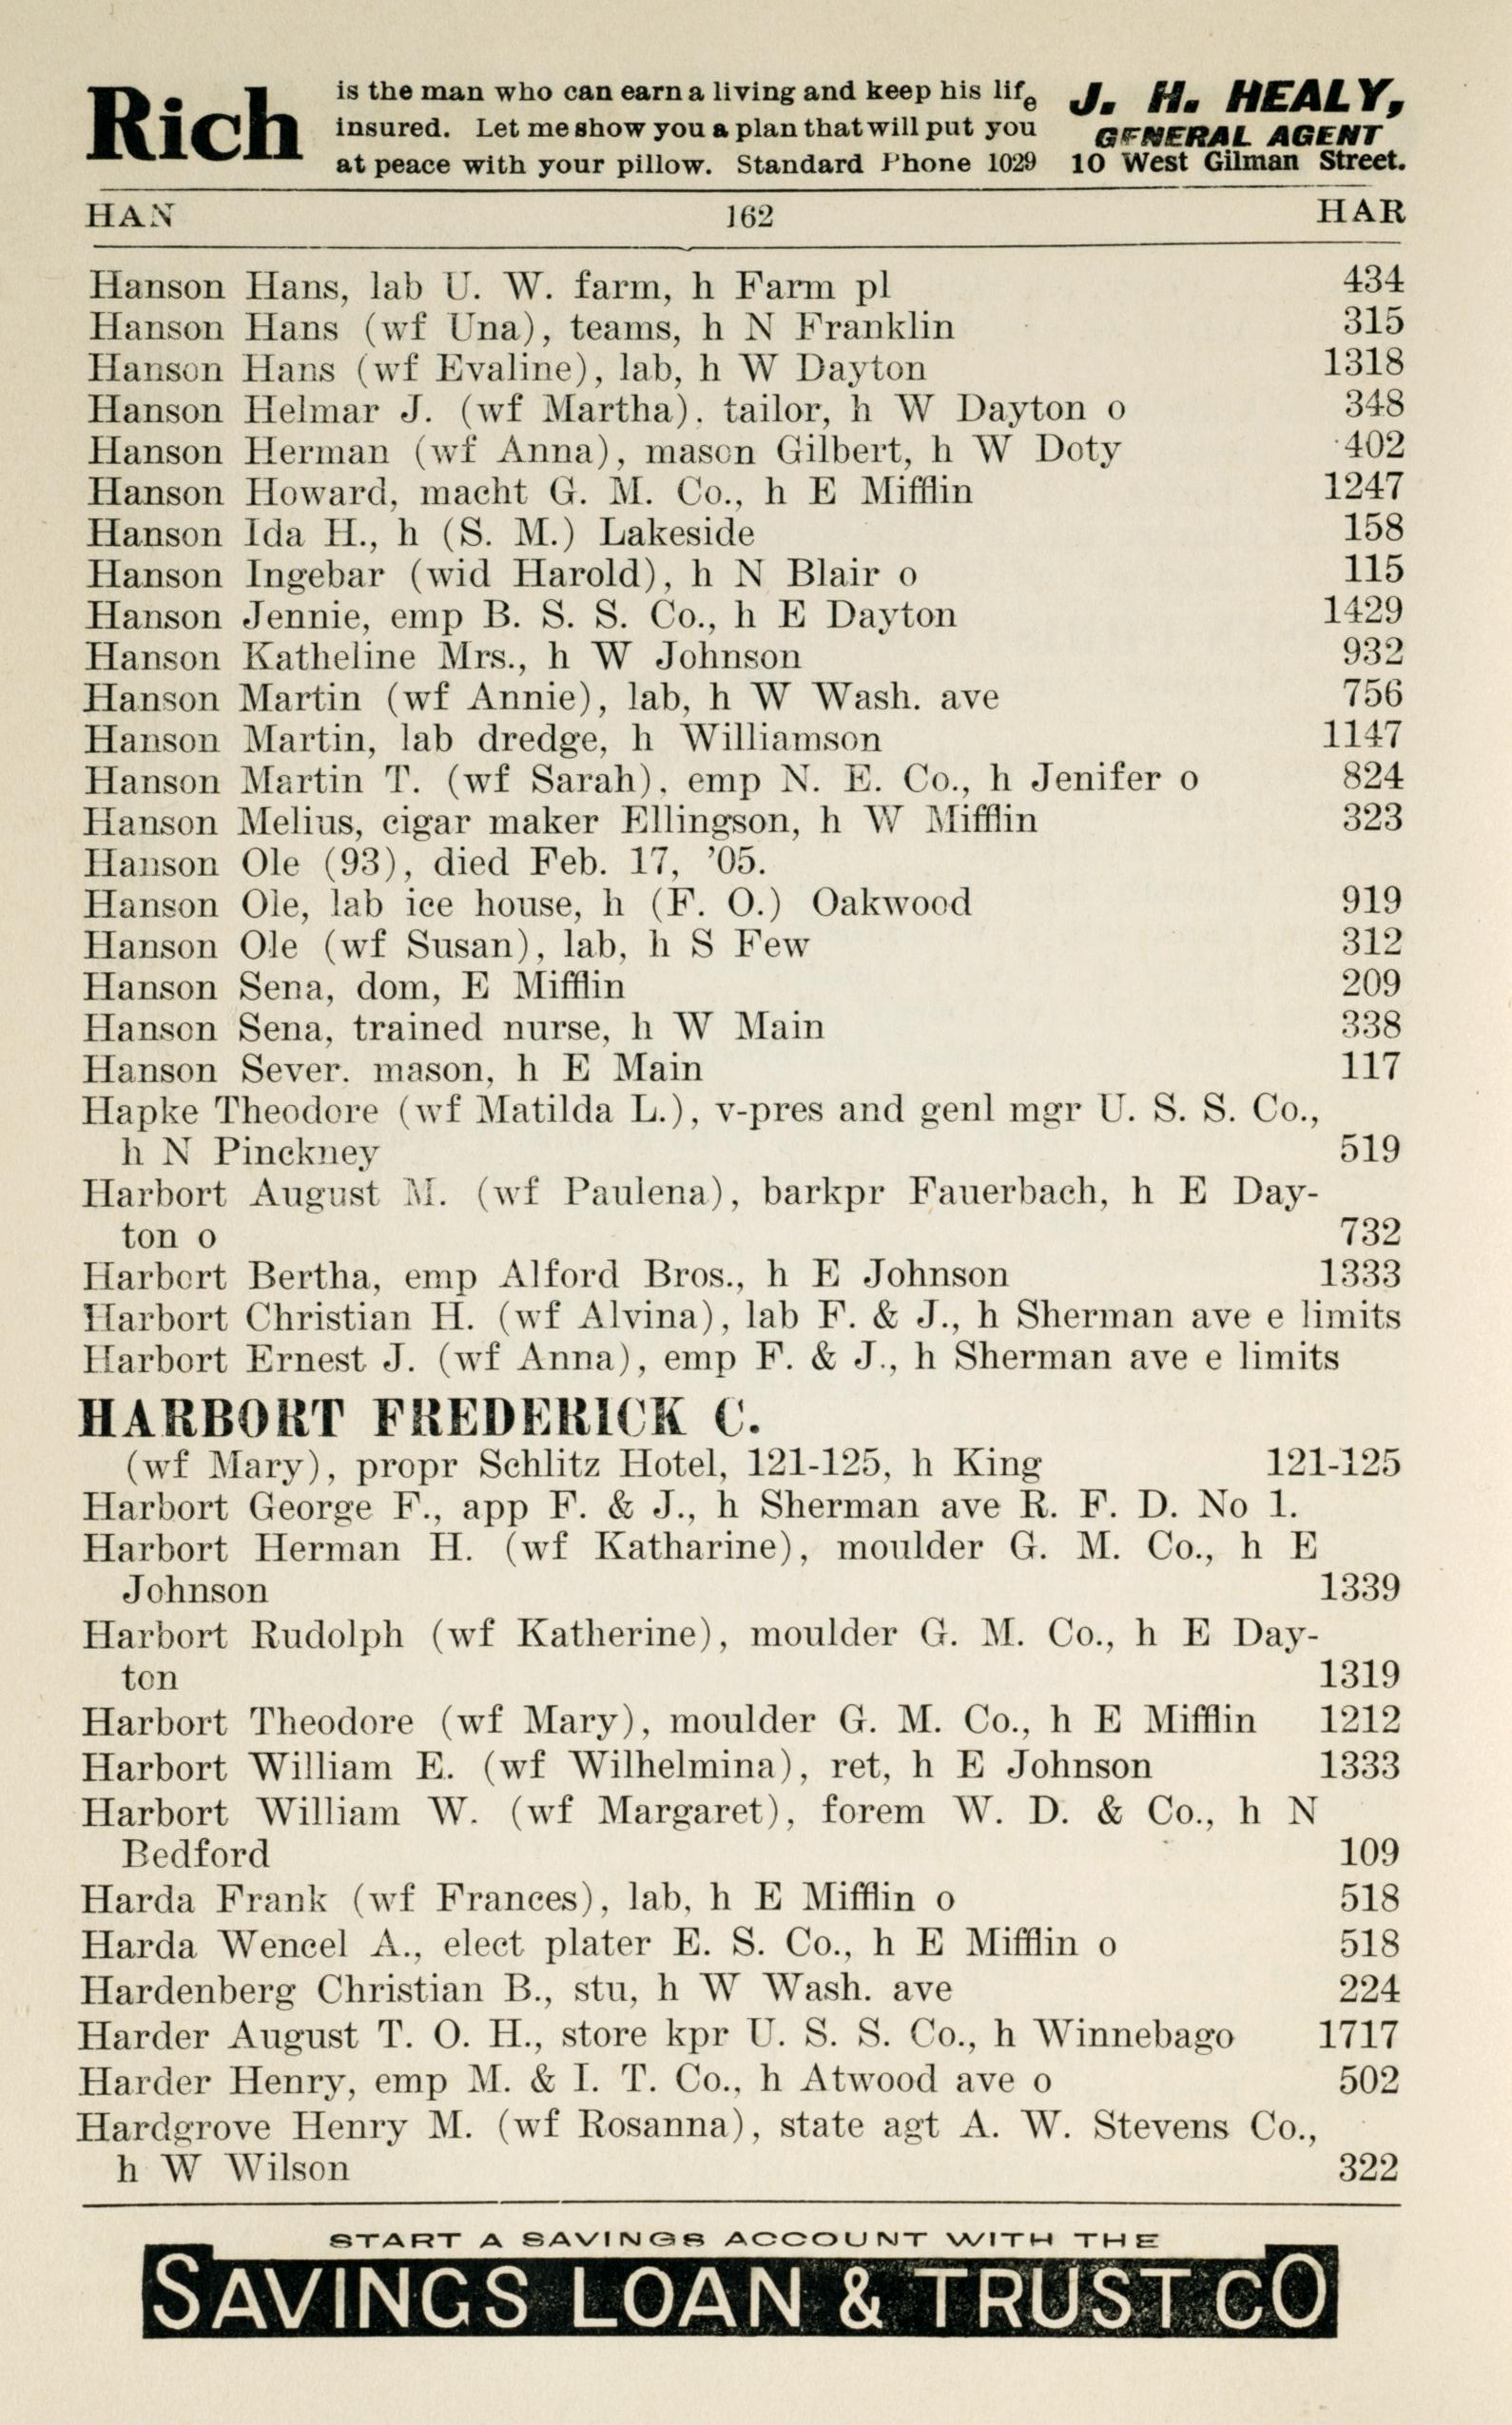 Rich
is the man who can earn a living and keep his life
insured. Let me show you a plan that will put you
at peace with your pillow. Standard Phone 1029
J. H. HEALY,
GENERAL AGENT
10 West Gilman Street.
HAN 162 HAR
Hanson Hans, lab U. W. farm, h Farm pl 434
Hanson Hans (wf Una), teams, h N Franklin 315
Hanson Hans (wf Evaline), lab, h W Dayton 1318
Hanson Helmar J. (wf Martha). tailor, h W Dayton o 348
Hanson Herman (wf Anna), mason Gilbert, h W Doty 402
Hanson Howard, macht G. M. Co., h E Mifflin 1247
Hanson Ida H., h (S. M.) Lakeside 158
Hanson Ingebar (wid Harold), h N Blair o 115
Hanson Jennie, emp B. S. S. Co., h E Dayton 1429
Hanson Katheline Mrs., h W Johnson 932
Hanson Martin (wf Annie), lab, h W Wash. ave 756
Hanson Martin, lab dredge, h Williamson 1147
Hanson Martin T. (wf Sarah), emp N. E. Co., h Jenifer o 824
Hanson Melius, cigar maker Ellingson, h W Mifflin 323
Hanson Ole (93), died Feb. 17, '05.
Hanson Ole, lab ice house, h (F. O.) Oakwood 919
Hanson Ole (wf Susan), lab, h S Few 312
Hanson Sena, dom, E Mifflin 209
Hanson Sena, trained nurse, h W Main 338
Hanson Sever. mason, h E Main 117
Hapke Theodore (wf Matilda L.), v-pres and genl mgr U. S. S. Co.,
h N Pinckney 519
Harbort August M. (wf Paulena), barkpr Fauerbach, h E Day-
ton o 732
Harbort Bertha, emp Alford Bros., h E Johnson 1333
Harbort Christian H. (wf Alvina), lab F. & J., h Sherman ave e limits
Harbort Ernest J. (wf Anna), emp F. & J., h Sherman ave e limits
HARBORT FREDERICK C.
(wf Mary), propr Schlitz Hotel, 121-125, h King 121-125
Harbort George F., app F. & J., h Sherman ave R. F. D. No 1.
Harbort Herman H. (wf Katharine), moulder G. M. Co., h E
Johnson 1339
Harbort Rudolph (wf Katherine), moulder G. M. Co., h E Day-
ton 1319
Harbort Theodore (wf Mary), moulder G. M. Co., h E Mifflin 1212
Harbort William E. (wf Wilhelmina), ret, h E Johnson 1333
Harbort William W. (wf Margaret), forem W. D. & Co., h N
Bedford 109
Harda Frank (wf Frances), lab, h E Mifflin o 518
Harda Wencel A., elect plater E. S. Co., h E Mifflin o 518
Hardenberg Christian B., stu, h W Wash. ave 224
Harder August T. O. H., store kpr U. S. S. Co., h Winnebago 1717
Harder Henry, emp M. & I. T. Co., h Atwood ave o 502
Hardgrove Henry M. (wf Rosanna), state agt A. W. Stevens Co.,
h W Wilson 322
START A SAVINGS ACCOUNT WITH THE
SAVINGS LOAN & TRUST CO